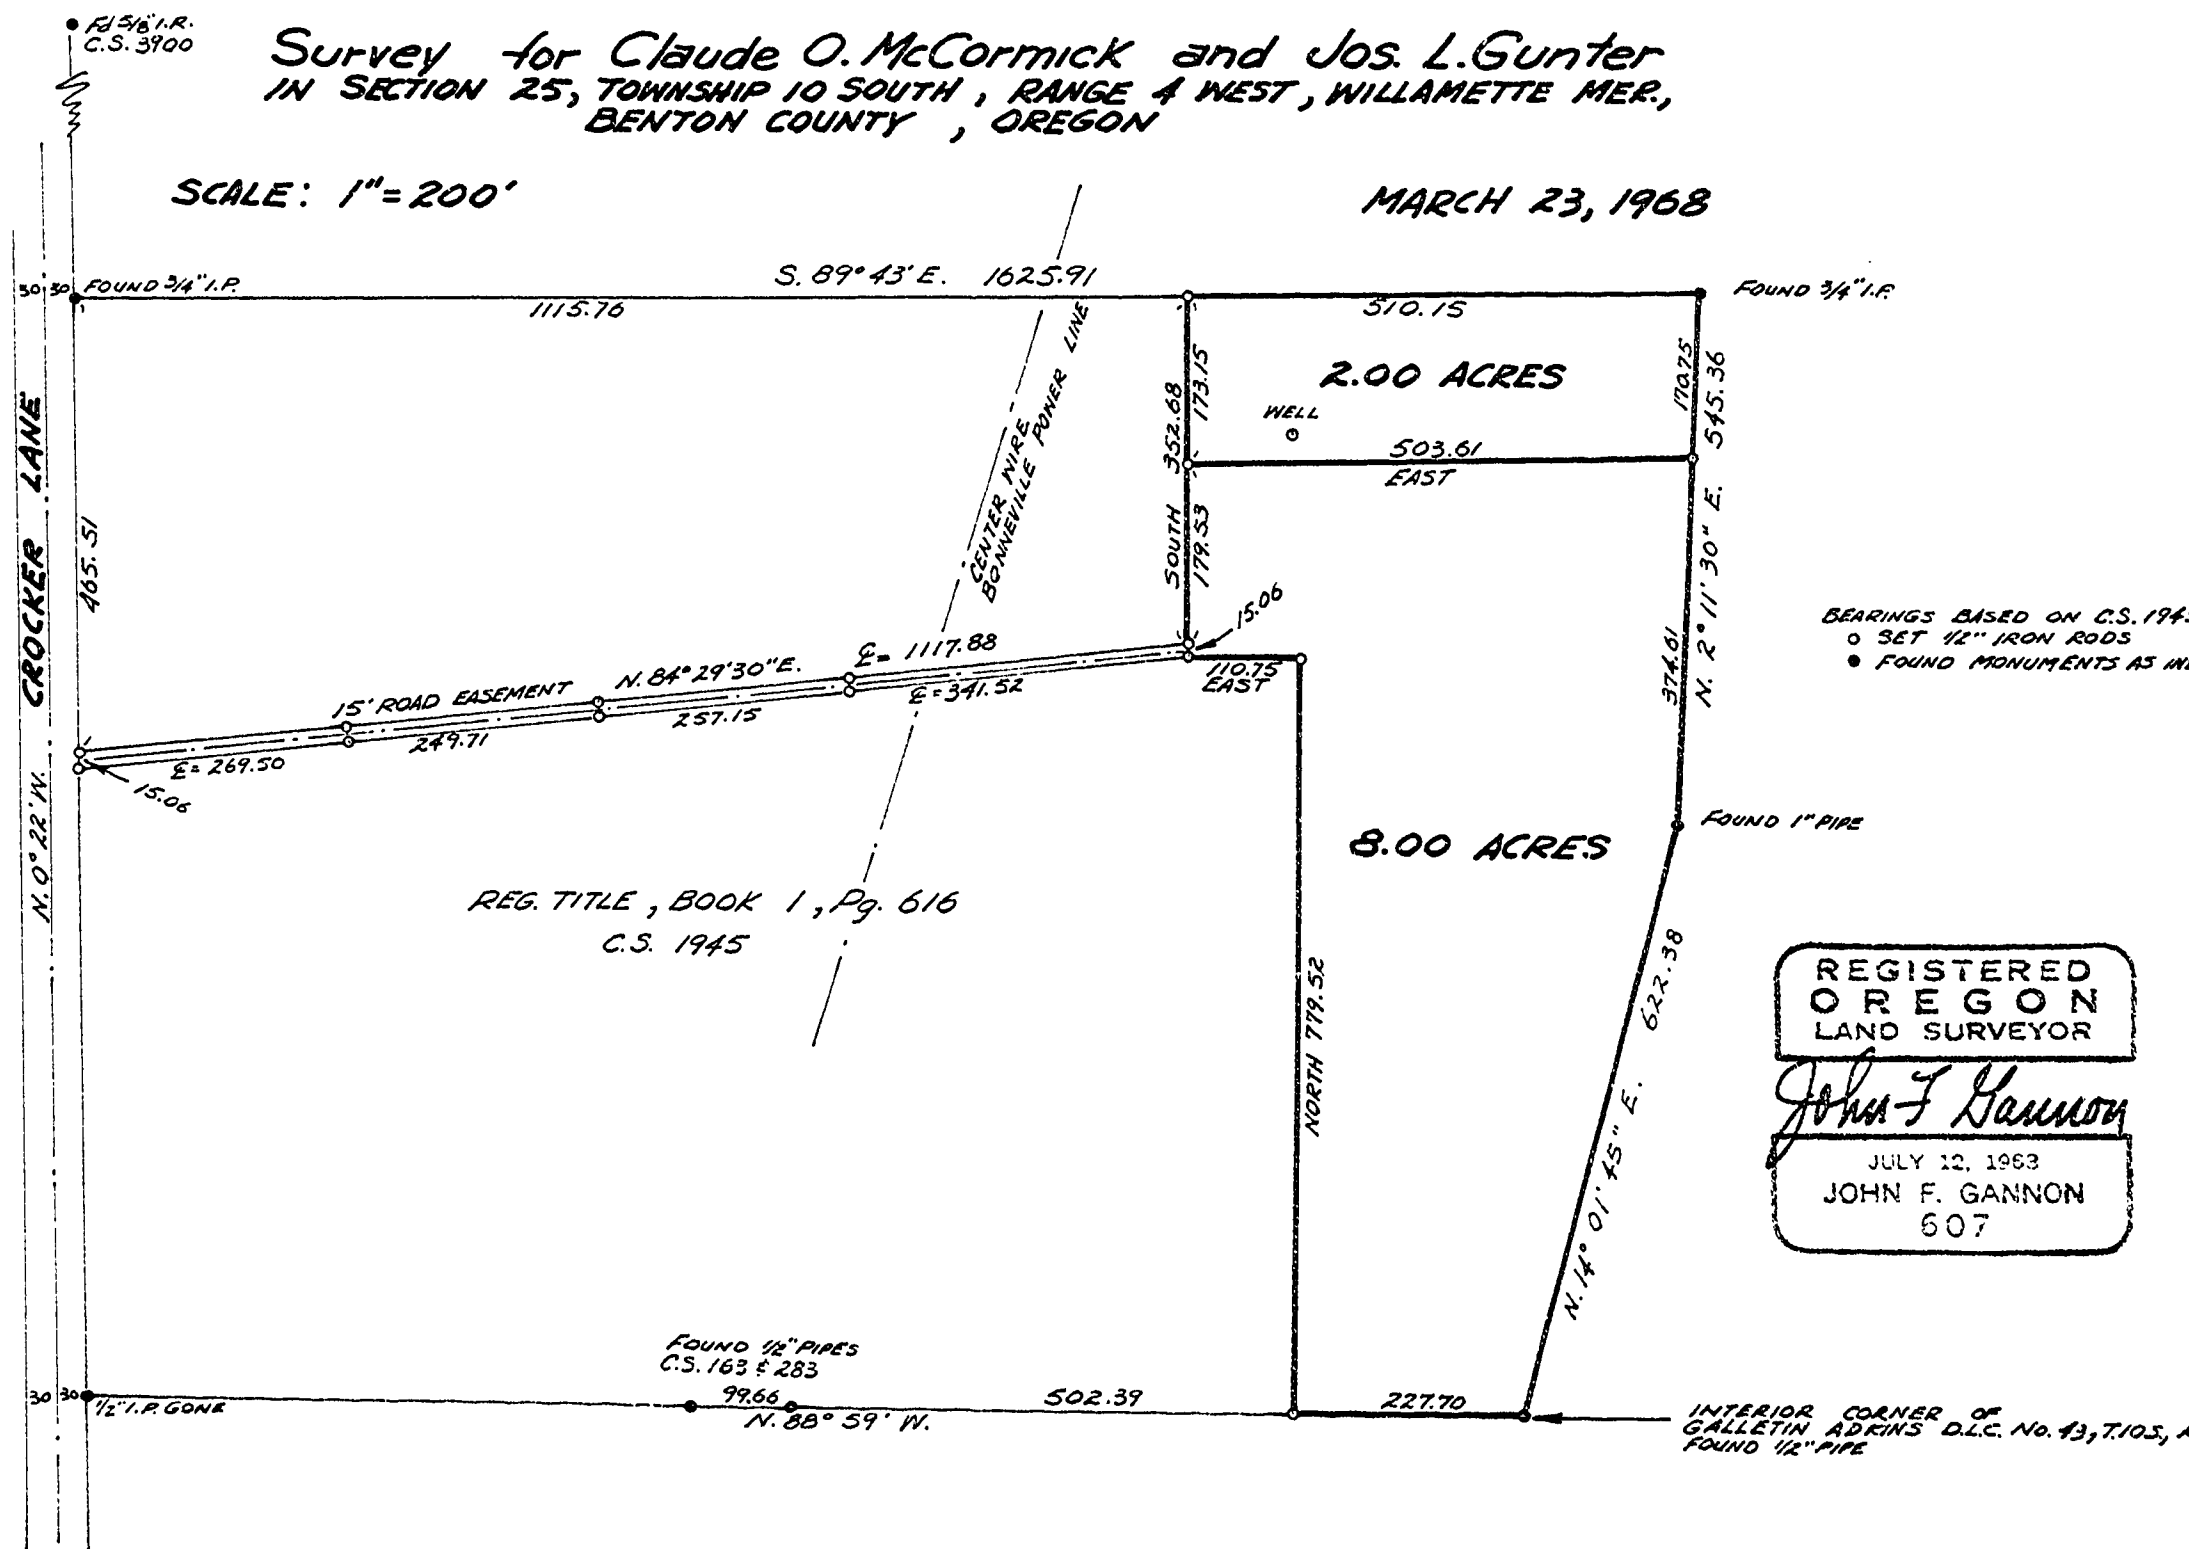 Fd 5/8" I.R.
C.S. 3900
Survey for Claude O. McCormick and Jos. L. Gunter
IN SECTION 25, TOWNSHIP 10 SOUTH, RANGE 4 WEST, WILLAMETTE MER.,
BENTON COUNTY, OREGON
SCALE: 1"=200'
MARCH 23, 1968
30 30
FOUND 3/4" I.P.
S. 89° 43' E. 1625.91
1115.76
510.15
FOUND 3/4" I.P.
CENTER WIRE
BONNEVILLE POWER LINE
2.00 ACRES
WELL
352.68
173.15
170.75
545.36
503.61
EAST
SOUTH
179.53
N. 2° 11' 30" E.
374.61
CROCKER LANE
465.51
N. 0° 22' W.
15.06
15' ROAD EASEMENT
N. 84° 29' 30" E.
℄= 1117.88
℄= 269.50
249.71
257.15
℄= 341.52
15.06
110.75
EAST
BEARINGS BASED ON C.S. 194
○ SET 1/2" IRON RODS
● FOUND MONUMENTS AS
FOUND 1" PIPE
8.00 ACRES
REG. TITLE, BOOK 1, Pg. 616
C.S. 1945
NORTH 779.52
N. 14° 01' 45" E. 622.38
REGISTERED
OREGON
LAND SURVEYOR
John F Gannon
JULY 12, 1963
JOHN F. GANNON
607
FOUND 1/2" PIPES
C.S. 163 & 283
30 30
1/2" I.P. GONE
99.66
502.39
227.70
N. 88° 59' W.
INTERIOR CORNER OF
GALLETIN ADKINS D.L.C. No. 43, T.10S.,
FOUND 1/2" PIPE